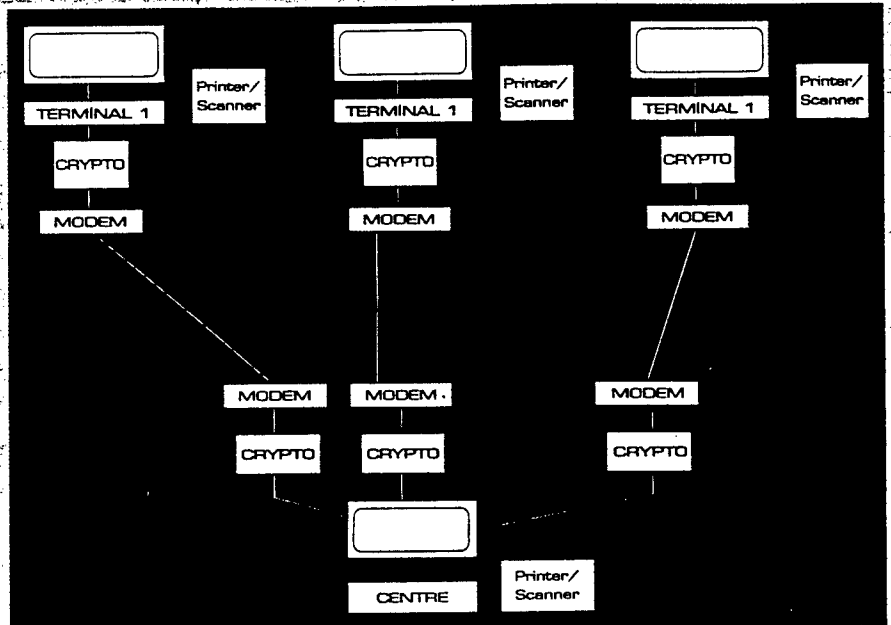 Printer/
Scanner
Printer/
Scanner
Printer/
Scanner
TERMINAL 1
TERMINAL 1
TERMINAL 1
CRYPTO
CRYPTO
CRYPTO
MODEM
MODEM
MODEM
MODEM
MODEM
MODEM
CRYPTO
CRYPTO
CRYPTO
Printer/
Scanner
CENTRE